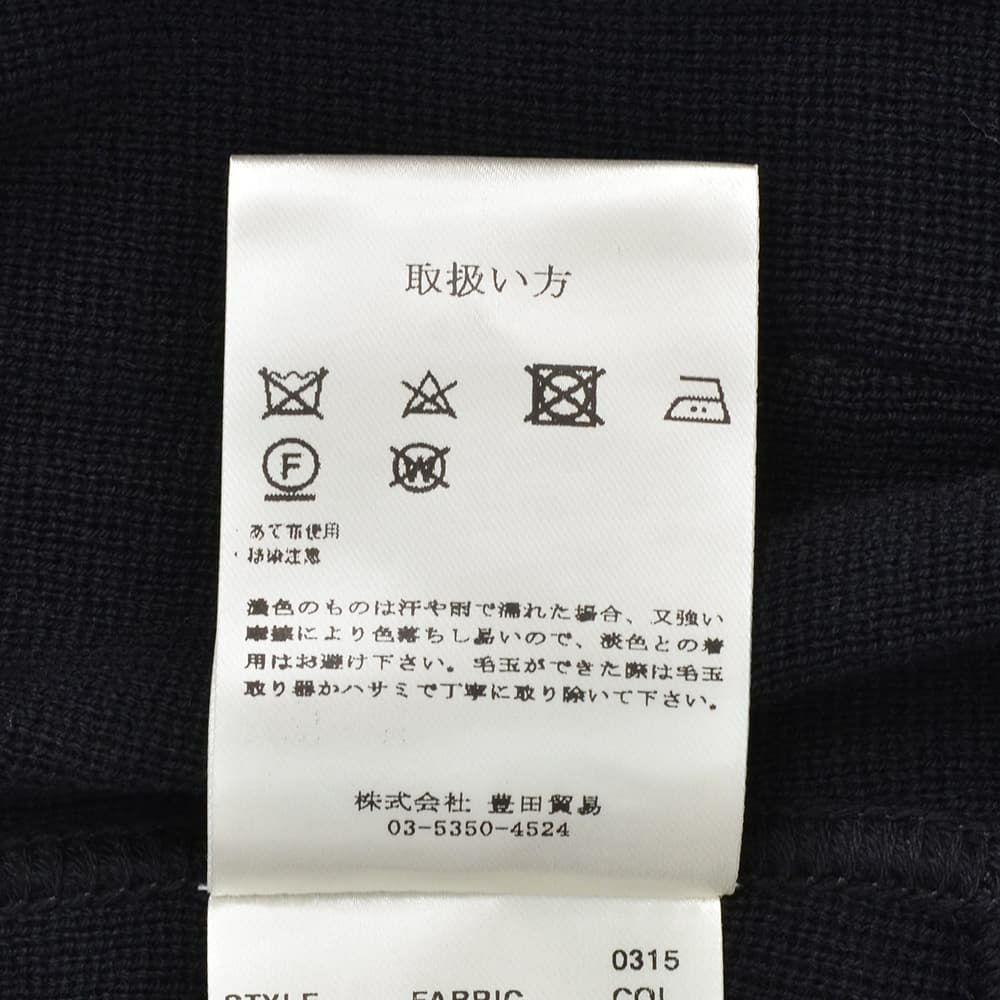 取扱い方
F
W
・あて布使用
・移染注意
濃色のものは汗や雨で濡れた場合、又強い
摩擦により色落ちし易いので、淡色との着
用はお避け下さい。毛玉ができた際は毛玉
取り器かハサミで丁寧に取り除いて下さい。
株式会社 豊田貿易
03-5350-4524
0315
STYLE FABRIC COL